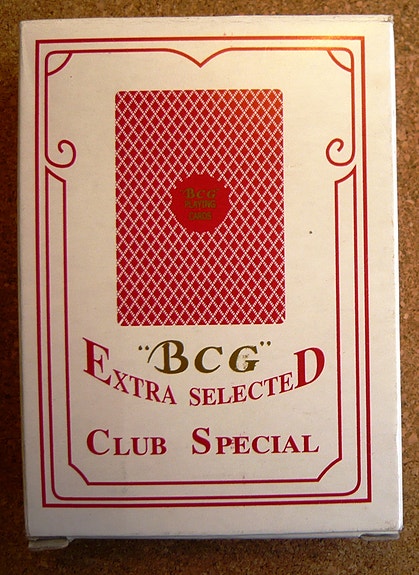 "BCG"
PLAYING
CARDS
"BCG"
EXTRA SELECTED
CLUB SPECIAL